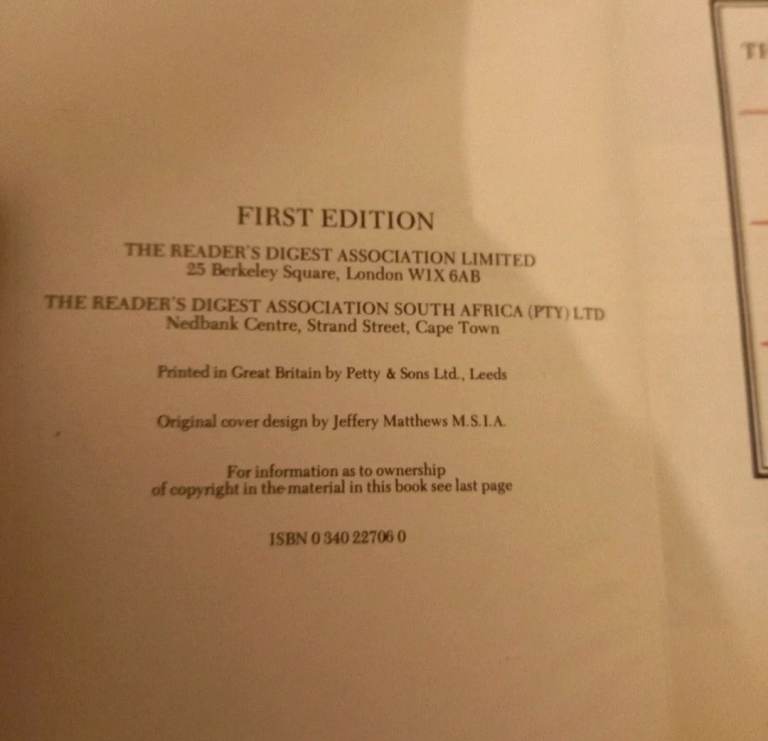 FIRST EDITION
THE READER'S DIGEST ASSOCIATION LIMITED
25 Berkeley Square, London W1X 6AB
THE READER'S DIGEST ASSOCIATION SOUTH AFRICA (PTY) LTD
Nedbank Centre, Strand Street, Cape Town
Printed in Great Britain by Petty & Sons Ltd., Leeds
Original cover design by Jeffery Matthews M.S.I.A.
For information as to ownership
of copyright in the material in this book see last page
ISBN 0 340 22706 0